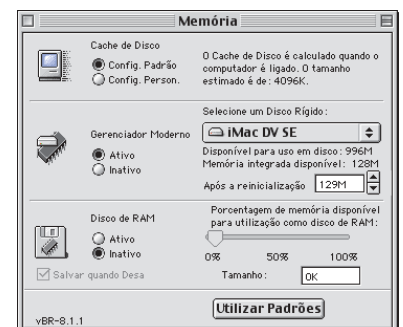 Memória
Cache de Disco
Config. Padrão
Config. Person.
O Cache de Disco é calculado quando o
computador é ligado. O tamanho
estimado é de: 4096K.
Selecione um Disco Rígido:
Gerenciador Moderno
iMac DV SE
Ativo
Inativo
Disponível para uso em disco: 996M
Memória integrada disponível: 128M
Após a reinicialização 129M
Disco de RAM
Porcentagem de memória disponível
para utilização como disco de RAM:
Ativo
Inativo
0% 50% 100%
Salvar quando Desa
Tamanho: 0K
Utilizar Padrões
vBR-8.1.1